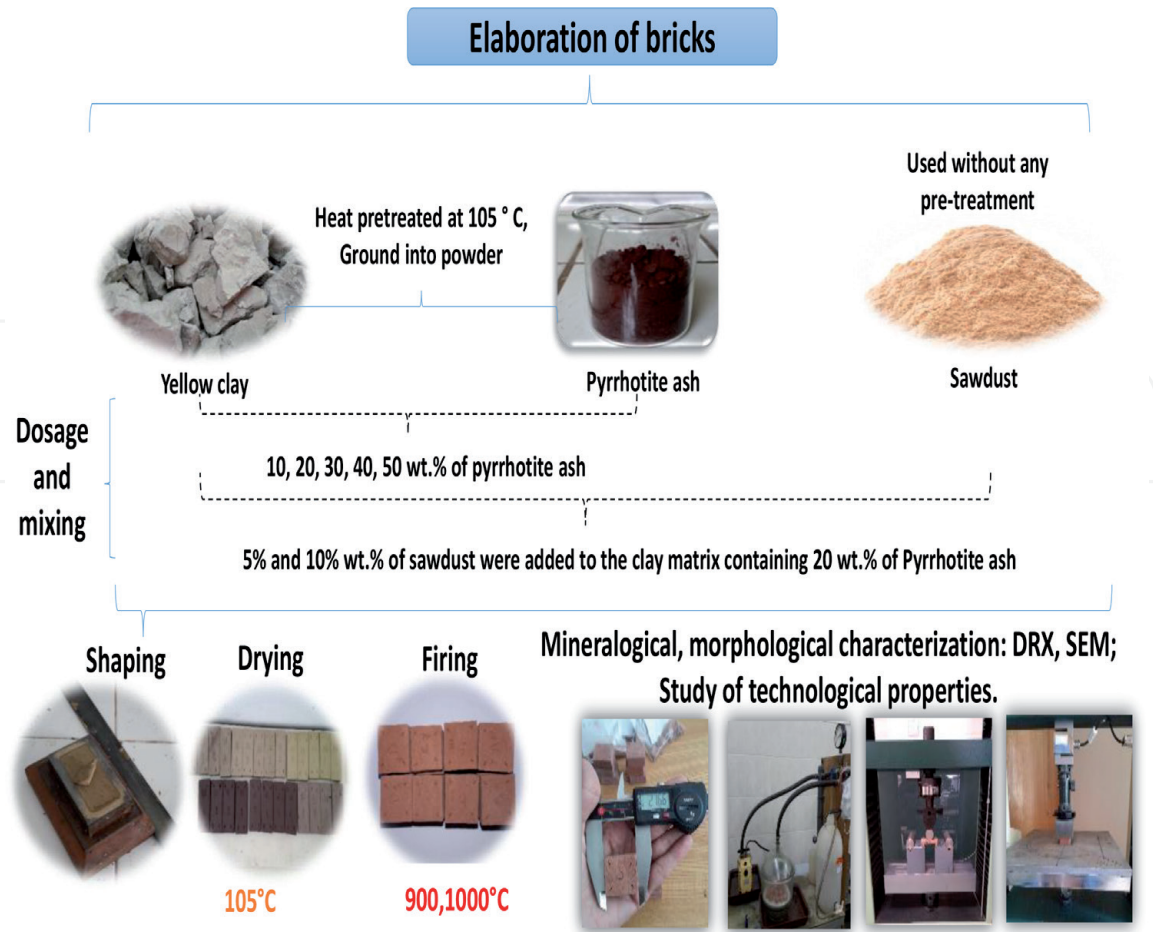 Elaboration of bricks
Used without any
pre-treatment
Heat pretreated at 105 ° C,
Ground into powder
Yellow clay
Pyrrhotite ash
Sawdust
Dosage
and
mixing
10, 20, 30, 40, 50 wt.% of pyrrhotite ash
5% and 10% wt.% of sawdust were added to the clay matrix containing 20 wt.% of Pyrrhotite ash
Shaping
Drying
Firing
Mineralogical, morphological characterization: DRX, SEM;
Study of technological properties.
105°C
900,1000°C